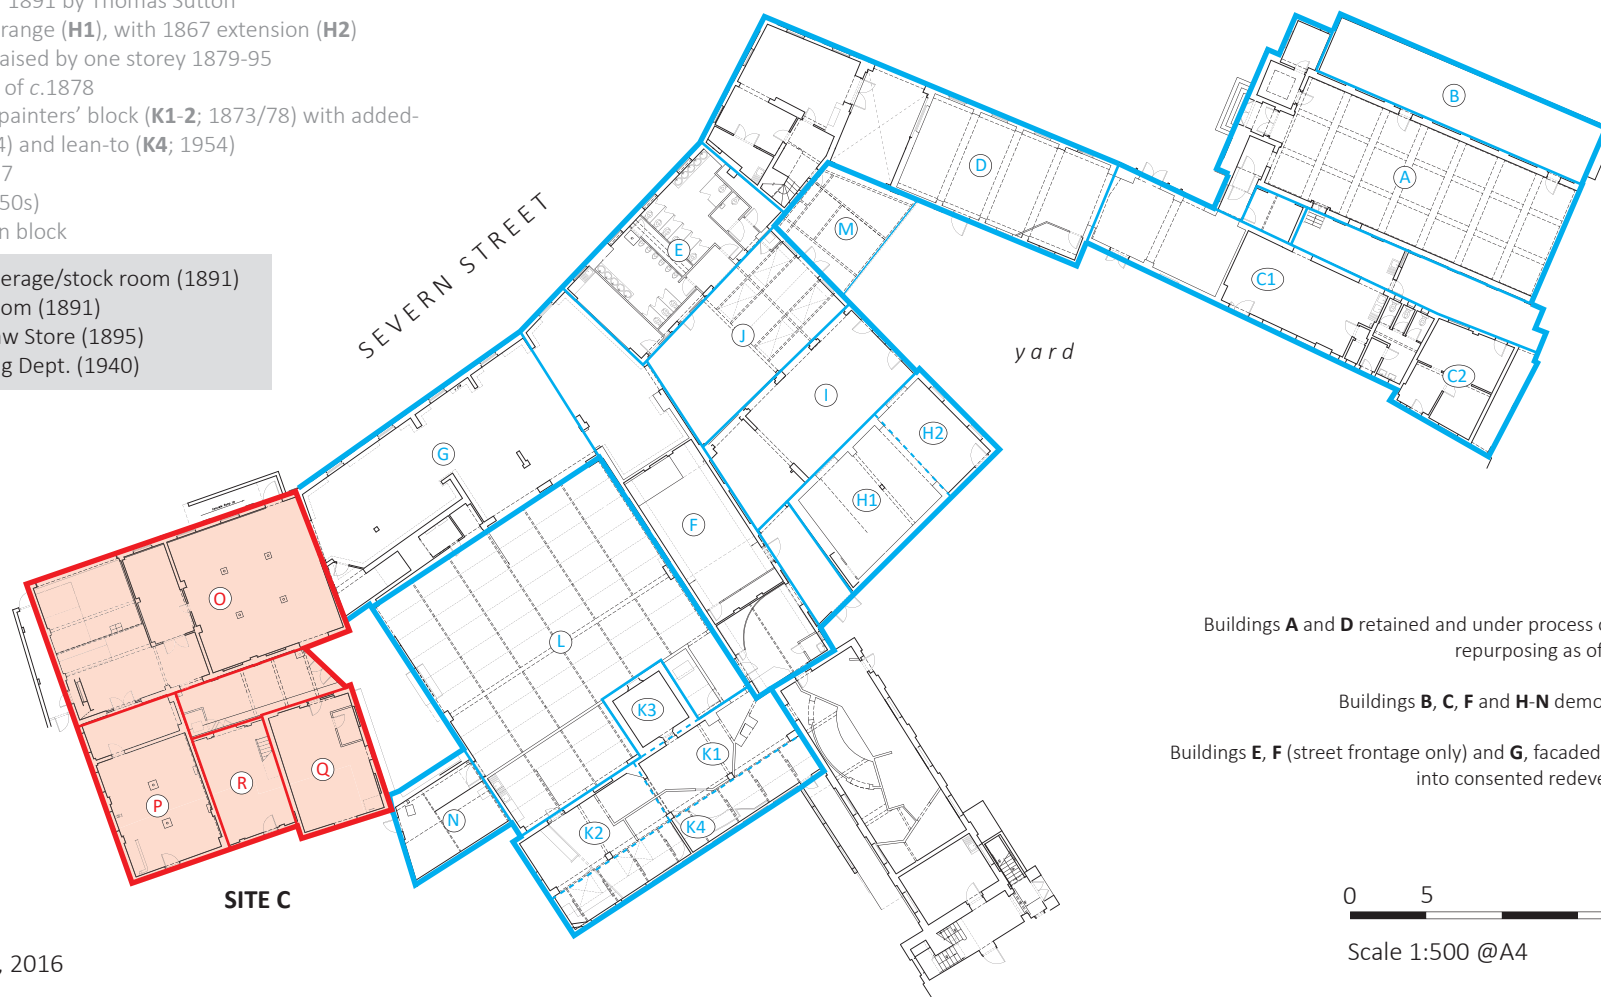 1891 by Thomas Sutton
range (H1), with 1867 extension (H2)
aised by one storey 1879-95
of c.1878
painters’ block (K1-2; 1873/78) with added-
4) and lean-to (K4; 1954)
7
50s)
n block
erage/stock room (1891)
om (1891)
w Store (1895)
g Dept. (1940)
SEVERN STREET
yard
B
A
D
M
E
C1
J
C2
I
H2
G
H1
F
O
L
K3
K1
R
Q
P
N
K2
K4
SITE C
Buildings A and D retained and under process o
repurposing as of
Buildings B, C, F and H-N demo
Buildings E, F (street frontage only) and G, facaded
into consented redeve
0 5
Scale 1:500 @A4
, 2016